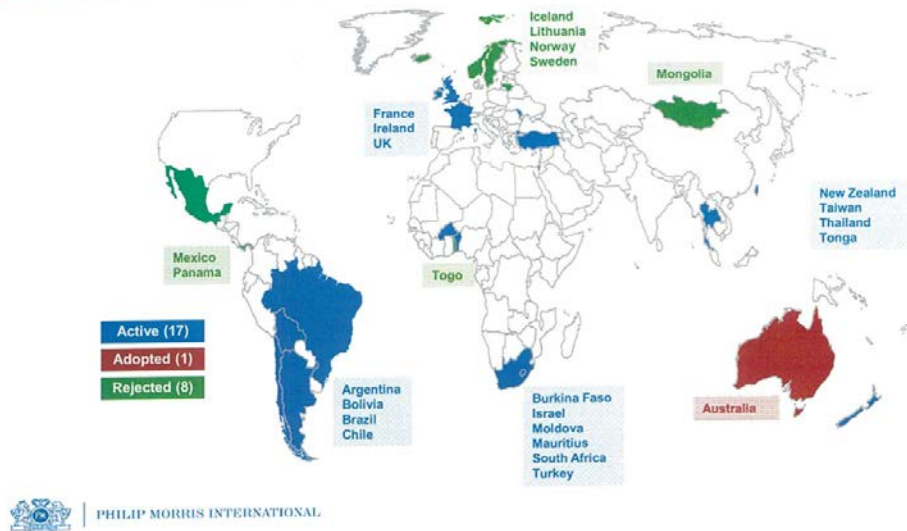 Iceland
Lithuania
Norway
Sweden
Mongolia
France
Ireland
UK
New Zealand
Taiwan
Thailand
Tonga
Mexico
Panama
Togo
Active (17)
Adopted (1)
Rejected (8)
Argentina
Bolivia
Brazil
Chile
Burkina Faso
Israel
Moldova
Mauritius
South Africa
Turkey
Australia
PM
PHILIP MORRIS INTERNATIONAL